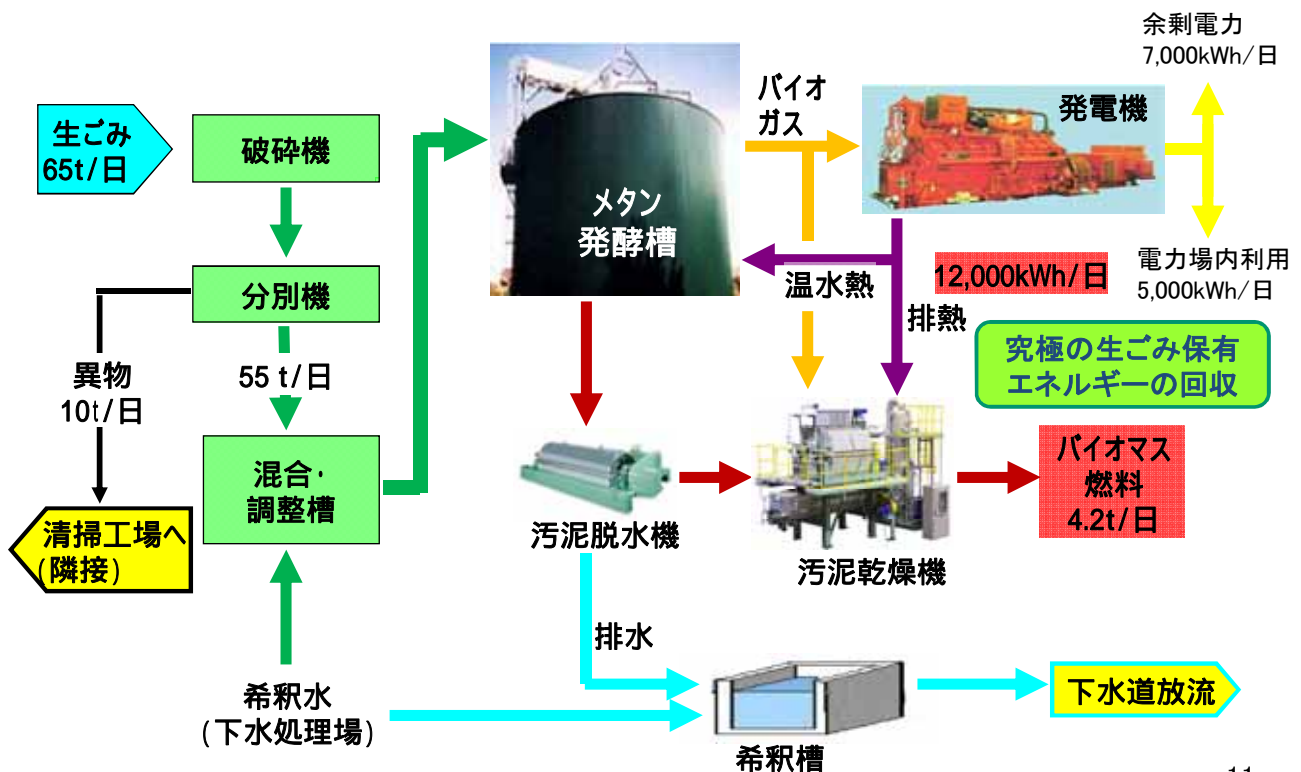 余剰電力
7,000kWh/日
生ごみ
65t/日
破砕機
バイオ
ガス
発電機
メタン
発酵槽
分別機
温水熱
12,000kWh/日
電力場内利用
5,000kWh/日
排熱
異物
10t/日
55 t/日
究極の生ごみ保有
エネルギーの回収
混合・
調整槽
バイオマス
燃料
4.2t/日
清掃工場へ
(隣接)
汚泥脱水機
汚泥乾燥機
排水
希釈水
(下水処理場)
下水道放流
希釈槽